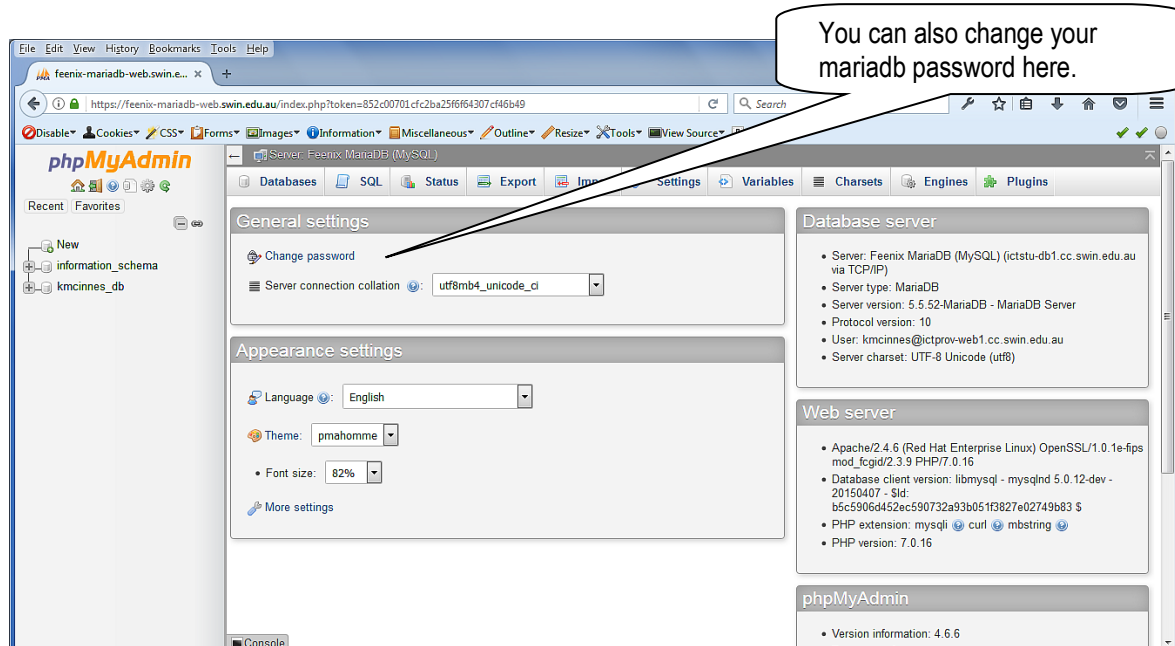 You can also change your
mariadb password here.
File Edit View History Bookmarks Tools Help
feenix-mariadb-web.swin.e... × +
https://feenix-mariadb-web.swin.edu.au/index.php?token=852c00701cfc2ba25f6ff64307cf46b49
Search
Disable Cookies CSS Forms Images Information Miscellaneous Outline Resize Tools View Source
phpMyAdmin
Recent Favorites
New
information_schema
kmcinnes_db
Server: Feenix MariaDB (MySQL)
Databases SQL Status Export Settings Variables Charsets Engines Plugins
General settings
Change password
Server connection collation : utf8mb4_unicode_ci
Appearance settings
Language : English
Theme: pmahomme
• Font size: 82%
More settings
Console
Database server
• Server: Feenix MariaDB (MySQL) (ictstu-db1.cc.swin.edu.au
via TCP/IP)
• Server type: MariaDB
• Server version: 5.5.52-MariaDB - MariaDB Server
• Protocol version: 10
• User: kmcinnes@ictprov-web1.cc.swin.edu.au
• Server charset: UTF-8 Unicode (utf8)
Web server
• Apache/2.4.6 (Red Hat Enterprise Linux) OpenSSL/1.0.1e-fips
mod_fcgid/2.3.9 PHP/7.0.16
• Database client version: libmysql - mysqlnd 5.0.12-dev -
20150407 - $Id:
b5c5906d452ec590732a93b051f3827e02749b83 $
• PHP extension: mysqli curl mbstring
• PHP version: 7.0.16
phpMyAdmin
• Version information: 4.6.6